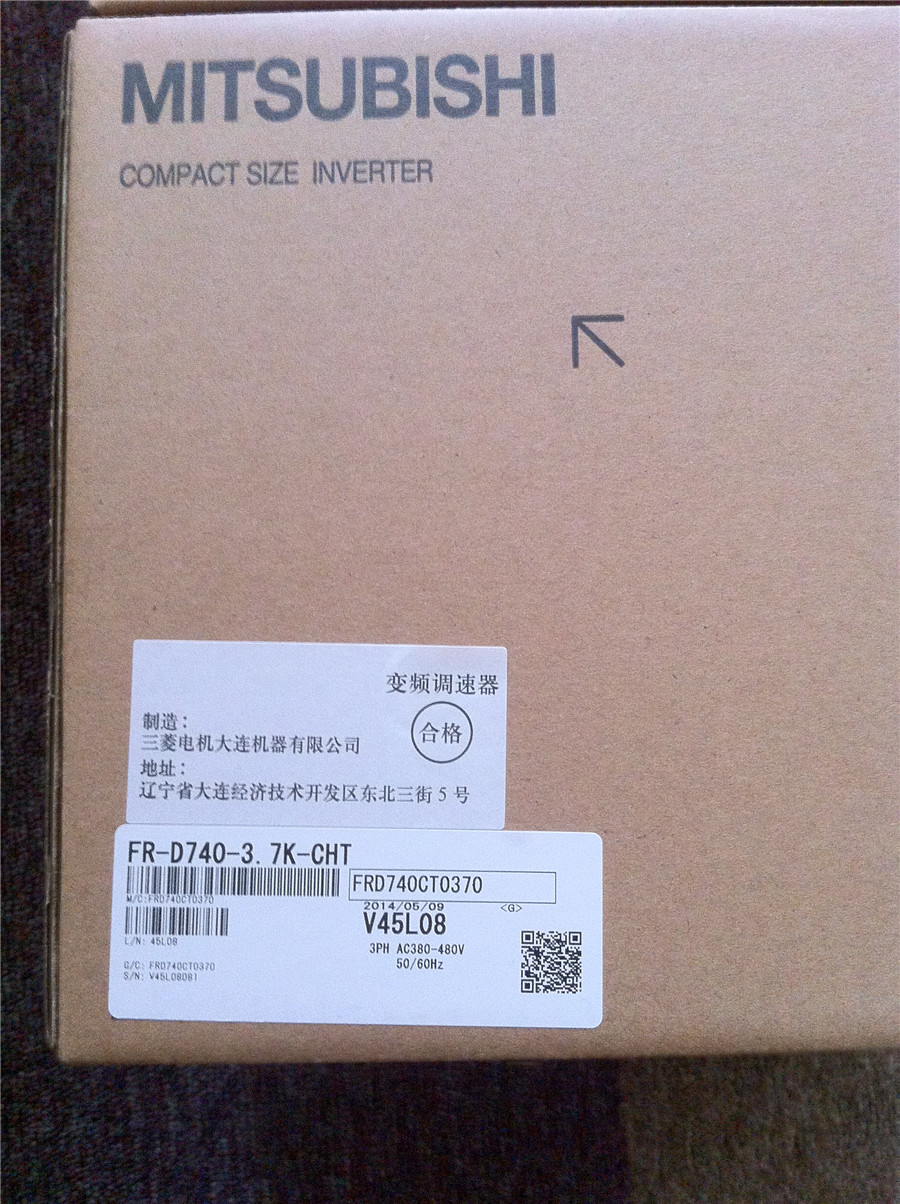 MITSUBISHI
COMPACT SIZE INVERTER
变频调速器
合格
制造：
三菱电机大连机器有限公司
地址：
辽宁省大连经济技术开发区东北三街 5 号
FR-D740-3.7K-CHT
FRD740CT0370
M/C:FRD740CT0370
2014/05/09 <G>
V45L08
L/N: 45L08
3PH AC380-480V
50/60Hz
G/C: FRD740CT0370
S/N: V45L08081